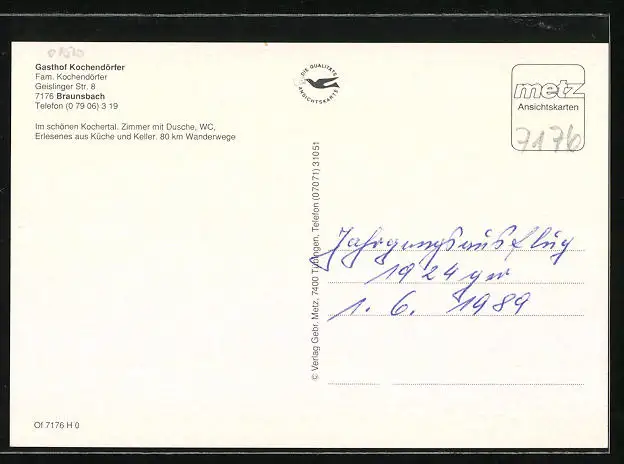 Gasthof Kochendörfer
Fam. Kochendörfer
Geislinger Str. 8
7176 Braunsbach
Telefon (0 79 06) 3 19
Im schönen Kochertal. Zimmer mit Dusche, WC,
Erlesenes aus Küche und Keller. 80 km Wanderwege
DIE QUALITÄTS
ANSICHTSKARTE
metz
Ansichtskarten
7176
© Verlag Gebr. Metz, 7400 Tübingen, Telefon (07071) 31051
Jahrgangsausflug
1924 ger
1. 6. 1989
Of 7176 H 0